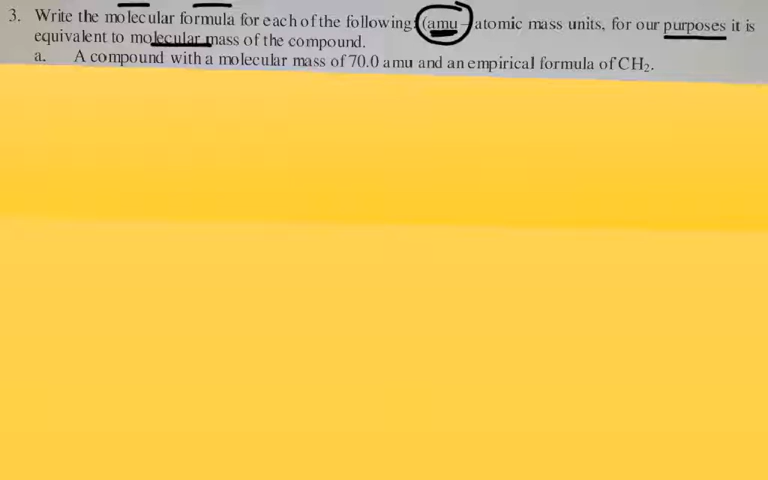 3. Write the molecular formula for each of the following: (amu – atomic mass units, for our purposes it is
equivalent to molecular mass of the compound.
a. A compound with a molecular mass of 70.0 amu and an empirical formula of CH₂.